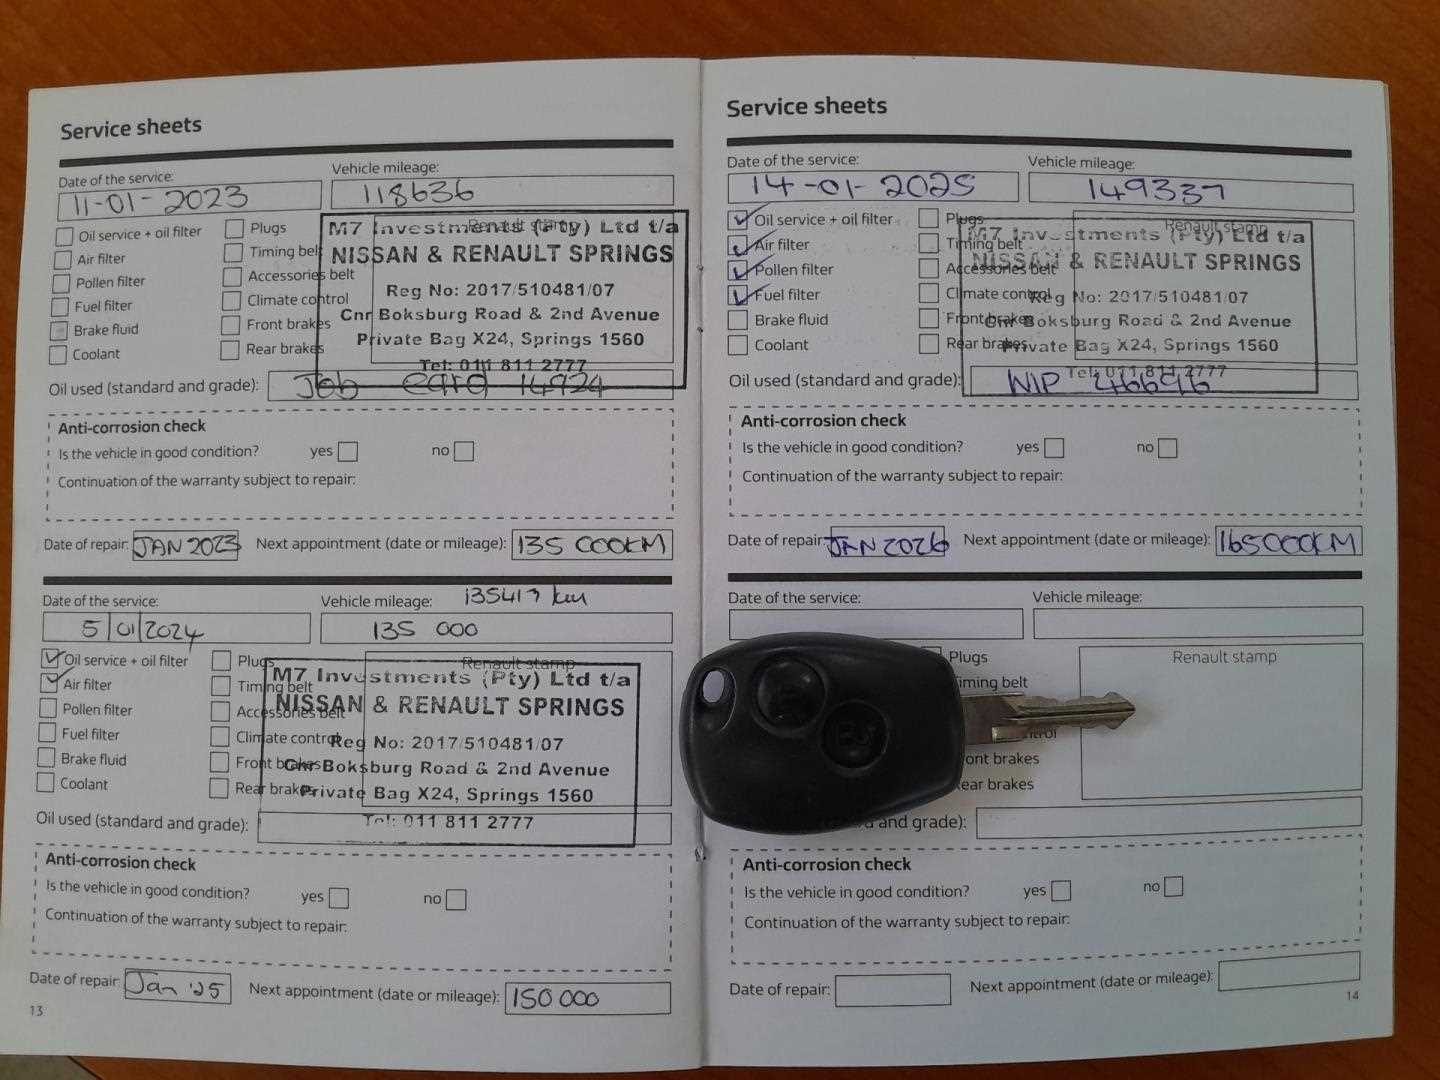 Service sheets
Date of the service: Vehicle mileage:
11-01-2023 118636
Oil service + oil filter Plugs
Air filter Timing belt
Pollen filter Accessories belt
Fuel filter Climate control
Brake fluid Front brakes
Coolant Rear brakes
Renault stamp
M7 Investments (Pty) Ltd t/a
NISSAN & RENAULT SPRINGS
Reg No: 2017/510481/07
Cnr Boksburg Road & 2nd Avenue
Private Bag X24, Springs 1560
Tel: 011 811 2777
Oil used (standard and grade): Job card 14924
Anti-corrosion check
Is the vehicle in good condition? yes no
Continuation of the warranty subject to repair:
Date of repair: JAN 2023 Next appointment (date or mileage): 135 000KM
Date of the service: Vehicle mileage: 135417 km
5/01/2024 135 000
Oil service + oil filter Plugs
Air filter Timing belt
Pollen filter Accessories belt
Fuel filter Climate control
Brake fluid Front brakes
Coolant Rear brakes
Renault stamp
M7 Investments (Pty) Ltd t/a
NISSAN & RENAULT SPRINGS
Reg No: 2017/510481/07
Cnr Boksburg Road & 2nd Avenue
Private Bag X24, Springs 1560
Tel: 011 811 2777
Oil used (standard and grade):
Anti-corrosion check
Is the vehicle in good condition? yes no
Continuation of the warranty subject to repair:
Date of repair: Jan '25 Next appointment (date or mileage): 150 000
13
Service sheets
Date of the service: Vehicle mileage:
14-01-2025 149337
Oil service + oil filter Plugs
Air filter Timing belt
Pollen filter Accessories belt
Fuel filter Climate control
Brake fluid Front brakes
Coolant Rear brakes
Renault stamp
M7 Investments (Pty) Ltd t/a
NISSAN & RENAULT SPRINGS
Reg No: 2017/510481/07
Cnr Boksburg Road & 2nd Avenue
Private Bag X24, Springs 1560
Tel: 011 811 2777
Oil used (standard and grade): WIP 46696
Anti-corrosion check
Is the vehicle in good condition? yes no
Continuation of the warranty subject to repair:
Date of repair: JAN 2026 Next appointment (date or mileage): 165000KM
Date of the service: Vehicle mileage:
Plugs
Timing belt
Renault stamp
brakes
Rear brakes
and grade):
Anti-corrosion check
Is the vehicle in good condition? yes no
Continuation of the warranty subject to repair:
Date of repair: Next appointment (date or mileage):
14